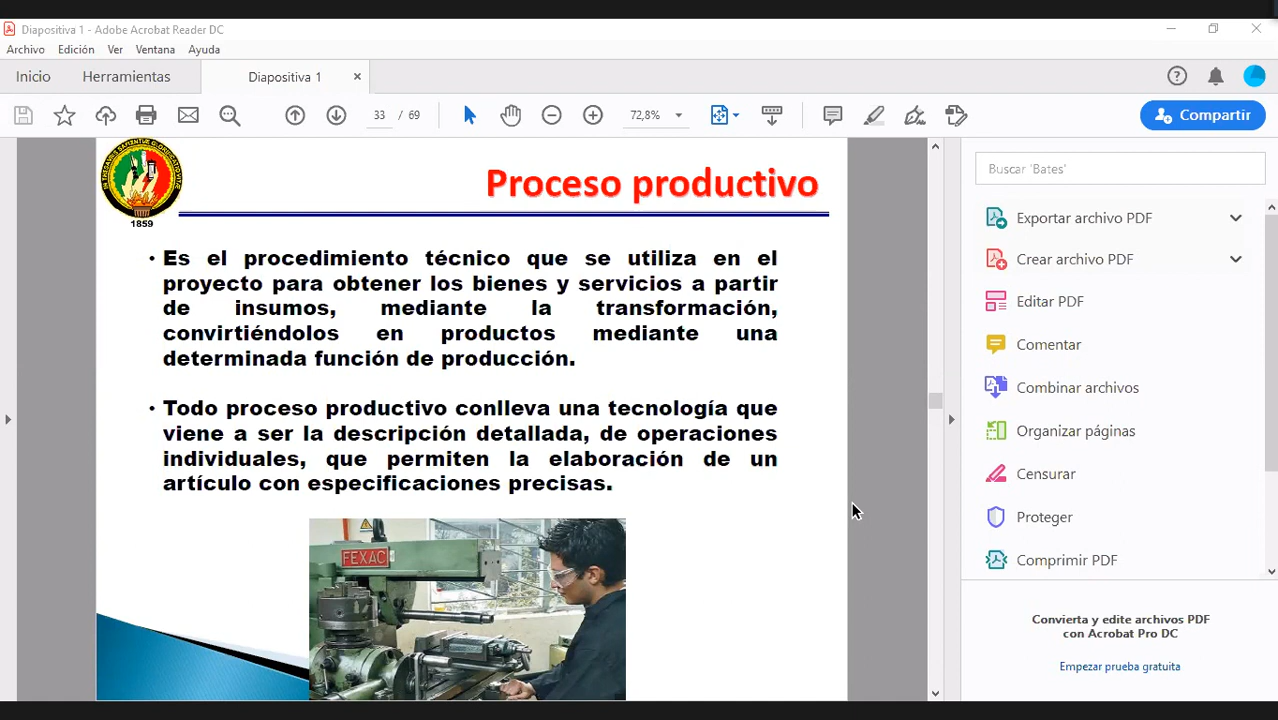 Diapositiva 1 - Adobe Acrobat Reader DC
Archivo Edición Ver Ventana Ayuda
Inicio Herramientas Diapositiva 1
33 / 69 72,8% Compartir
IN THESAVRIS SAPIENTIAE GLORIFICATIO VITAE
1859
Proceso productivo
• Es el procedimiento técnico que se utiliza en el
proyecto para obtener los bienes y servicios a partir
de insumos, mediante la transformación,
convirtiéndolos en productos mediante una
determinada función de producción.
• Todo proceso productivo conlleva una tecnología que
viene a ser la descripción detallada, de operaciones
individuales, que permiten la elaboración de un
artículo con especificaciones precisas.
FEXAC
Buscar 'Bates'
Exportar archivo PDF
Crear archivo PDF
Editar PDF
Comentar
Combinar archivos
Organizar páginas
Censurar
Proteger
Comprimir PDF
Convierta y edite archivos PDF
con Acrobat Pro DC
Empezar prueba gratuita